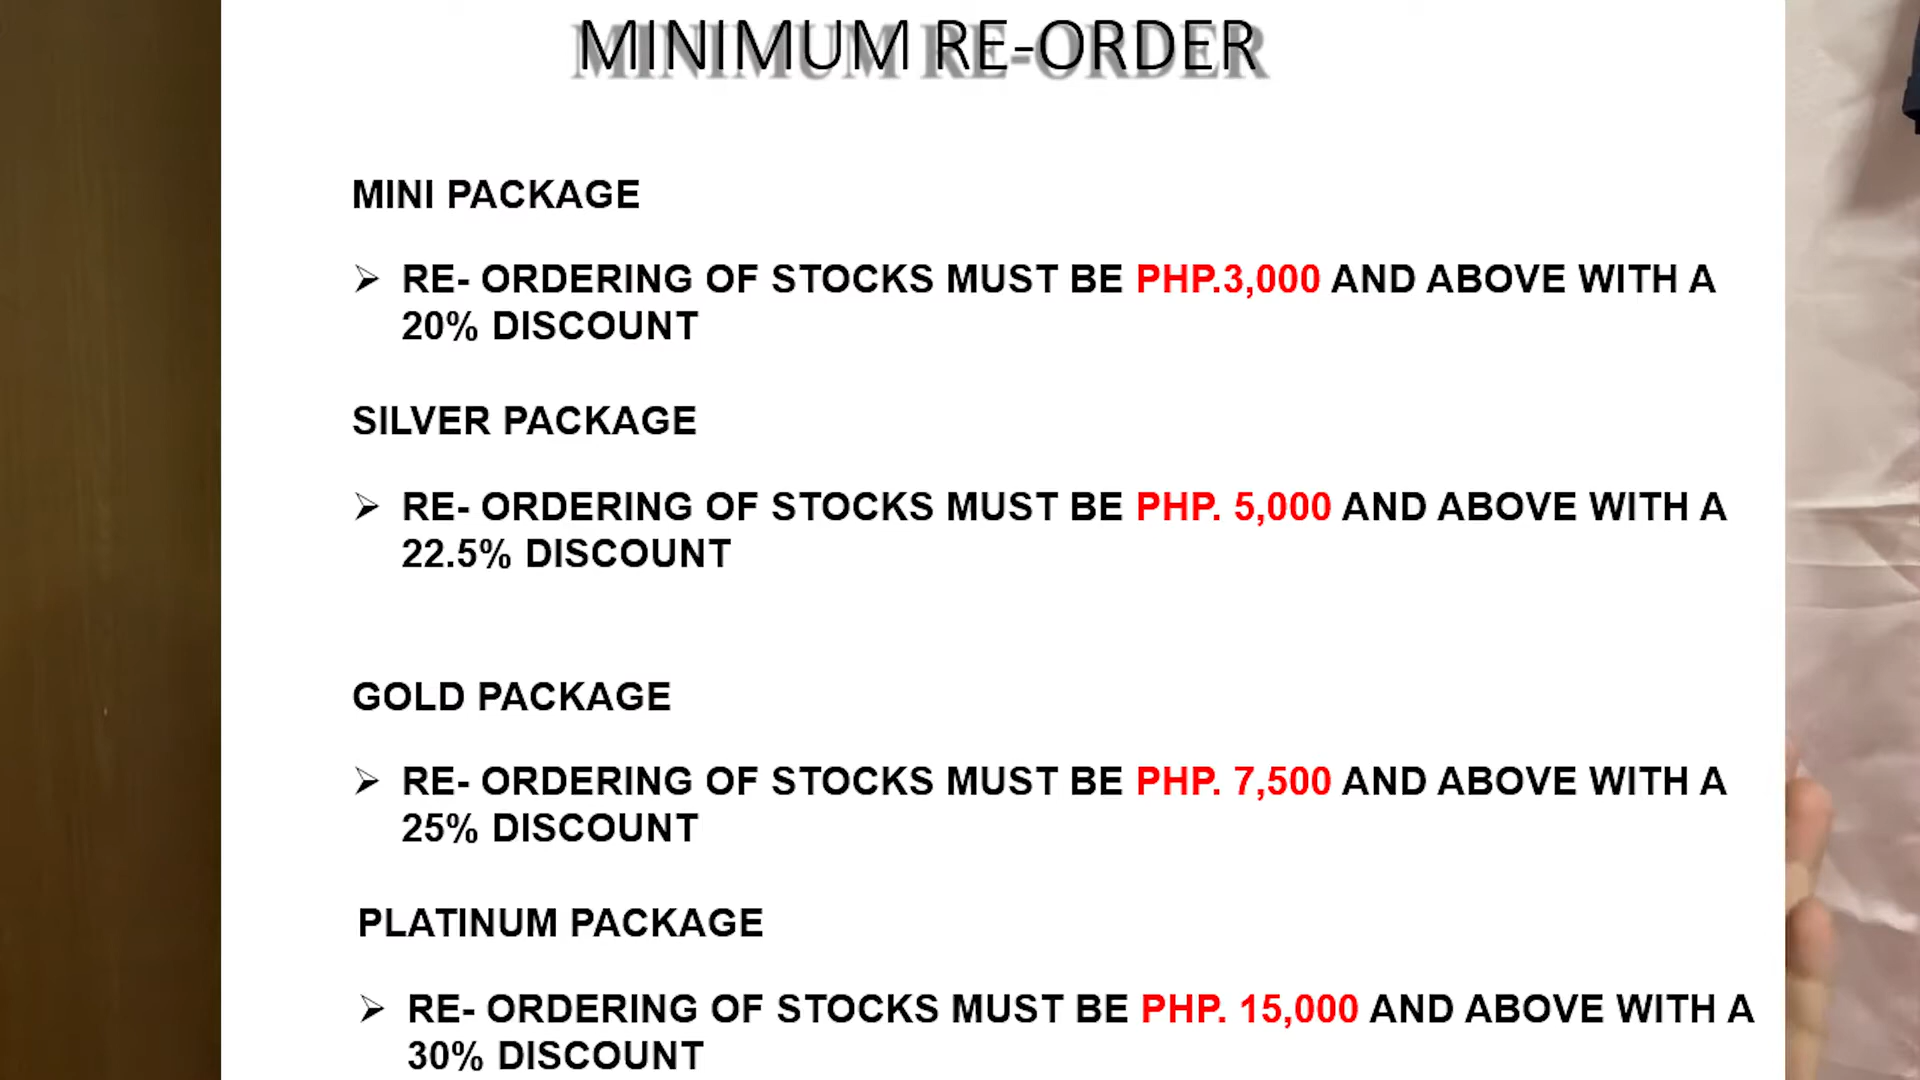 MINIMUM RE-ORDER
MINI PACKAGE
➢ RE- ORDERING OF STOCKS MUST BE PHP.3,000 AND ABOVE WITH A
20% DISCOUNT
SILVER PACKAGE
➢ RE- ORDERING OF STOCKS MUST BE PHP. 5,000 AND ABOVE WITH A
22.5% DISCOUNT
GOLD PACKAGE
➢ RE- ORDERING OF STOCKS MUST BE PHP. 7,500 AND ABOVE WITH A
25% DISCOUNT
PLATINUM PACKAGE
➢ RE- ORDERING OF STOCKS MUST BE PHP. 15,000 AND ABOVE WITH A
30% DISCOUNT